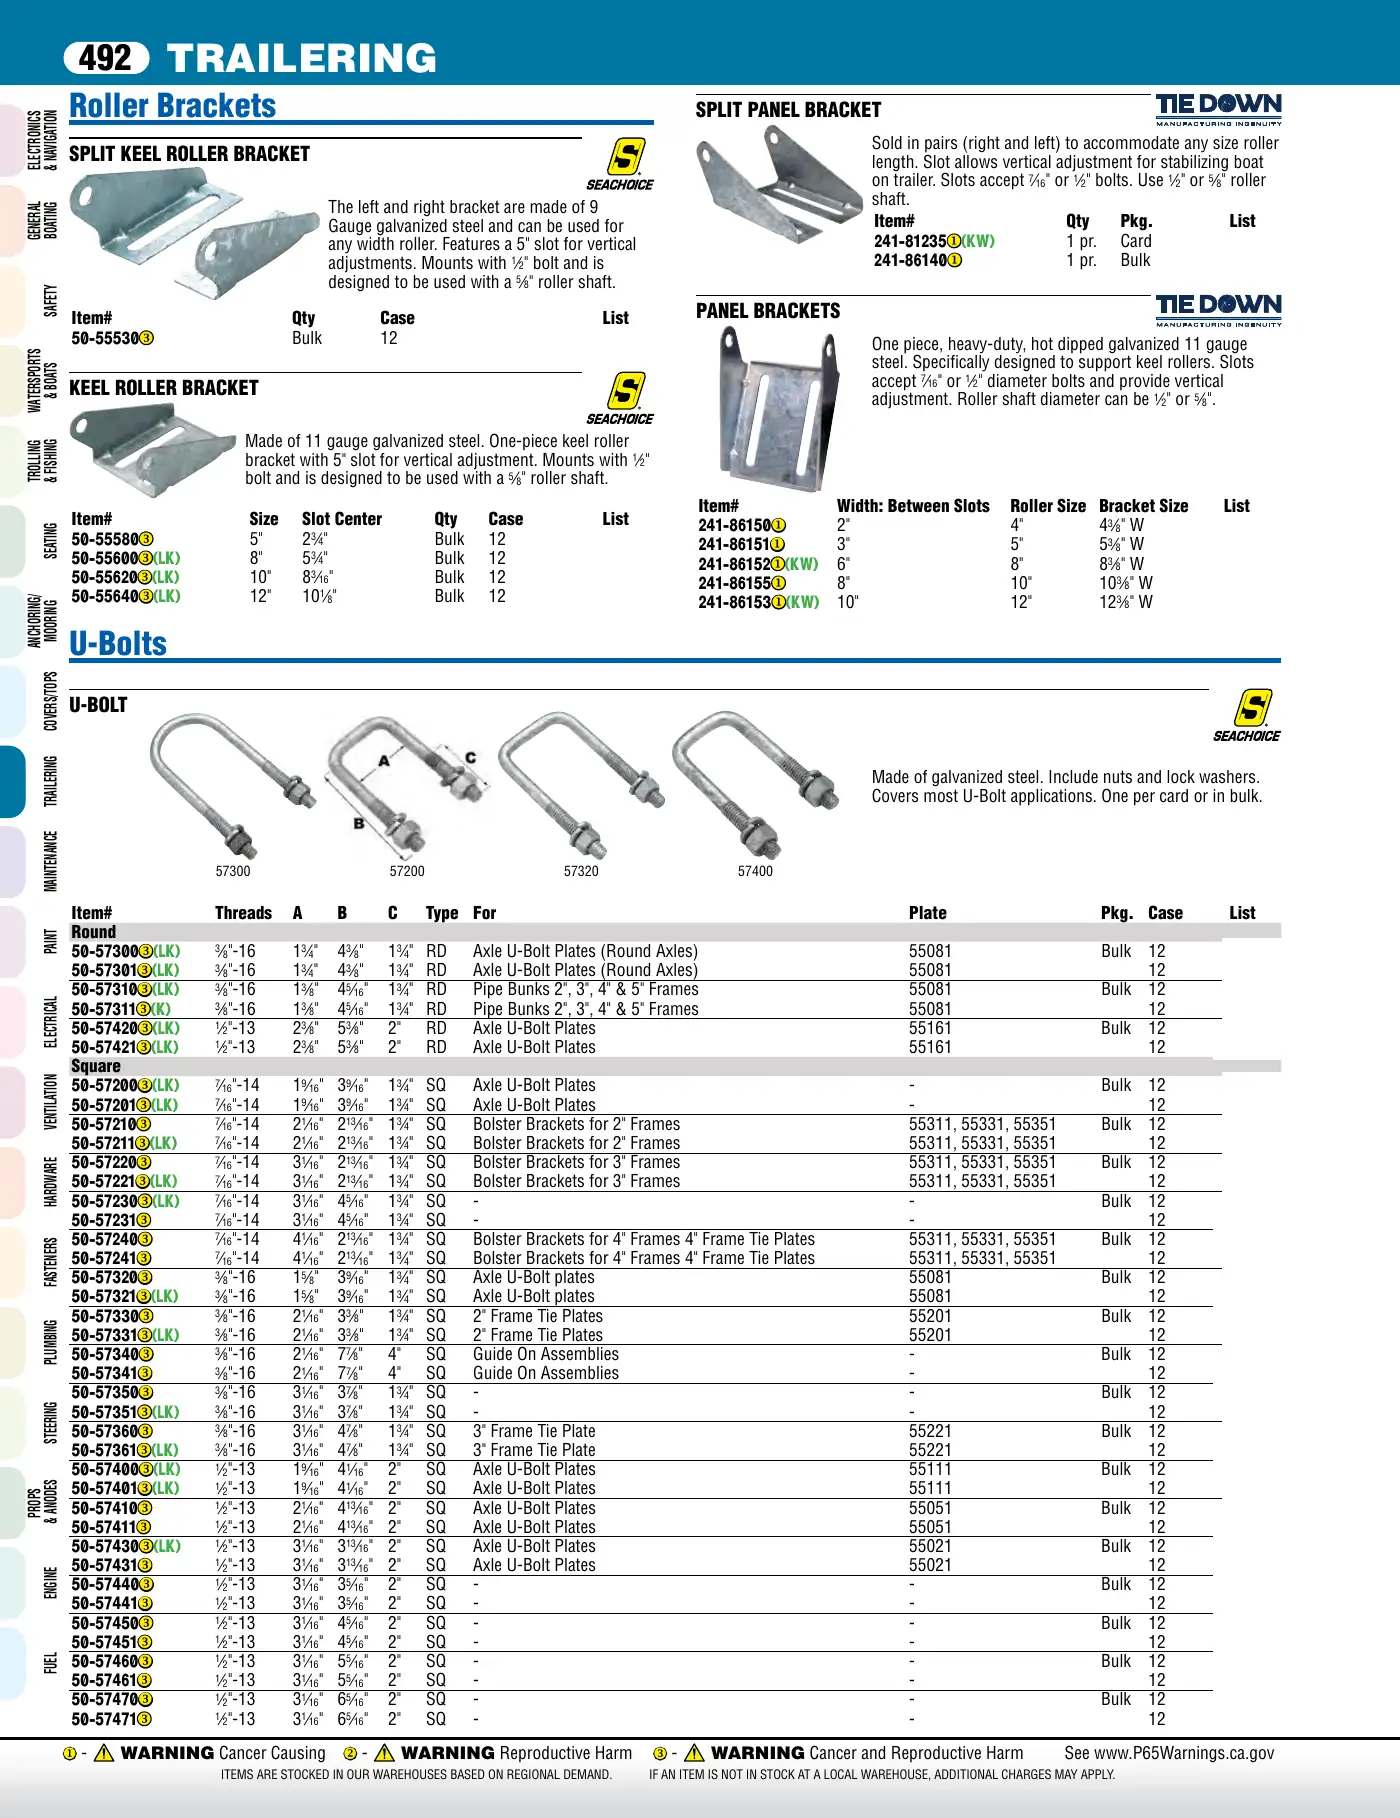 492 TRAILERING
ELECTRONICS & NAVIGATION
GENERAL BOATING
SAFETY
WATERSPORTS & BOATS
TROLLING & FISHING
SEATING
ANCHORING/ MOORING
COVERS/TOPS
TRAILERING
MAINTENANCE
PAINT
ELECTRICAL
VENTILATION
HARDWARE
FASTENERS
PLUMBING
STEERING
PROPS & ANODES
ENGINE
FUEL
Roller Brackets
SPLIT KEEL ROLLER BRACKET
S
SEACHOICE
The left and right bracket are made of 9
Gauge galvanized steel and can be used for
any width roller. Features a 5" slot for vertical
adjustments. Mounts with ½" bolt and is
designed to be used with a ⅝" roller shaft.
Item# Qty Case List
50-55530③ Bulk 12
KEEL ROLLER BRACKET
S
SEACHOICE
Made of 11 gauge galvanized steel. One-piece keel roller
bracket with 5" slot for vertical adjustment. Mounts with ½"
bolt and is designed to be used with a ⅝" roller shaft.
Item# Size Slot Center Qty Case List
50-55580③ 5" 2¾" Bulk 12
50-55600③(LK) 8" 5¾" Bulk 12
50-55620③(LK) 10" 8³⁄₁₆" Bulk 12
50-55640③(LK) 12" 10⅛" Bulk 12
SPLIT PANEL BRACKET
TIE DOWN
MANUFACTURING INGENUITY
Sold in pairs (right and left) to accommodate any size roller
length. Slot allows vertical adjustment for stabilizing boat
on trailer. Slots accept ⁷⁄₁₆" or ½" bolts. Use ½" or ⅝" roller
shaft.
Item# Qty Pkg. List
241-81235①(KW) 1 pr. Card
241-86140① 1 pr. Bulk
PANEL BRACKETS
TIE DOWN
MANUFACTURING INGENUITY
One piece, heavy-duty, hot dipped galvanized 11 gauge
steel. Specifically designed to support keel rollers. Slots
accept ⁷⁄₁₆" or ½" diameter bolts and provide vertical
adjustment. Roller shaft diameter can be ½" or ⅝".
Item# Width: Between Slots Roller Size Bracket Size List
241-86150① 2" 4" 4⅜" W
241-86151① 3" 5" 5⅜" W
241-86152①(KW) 6" 8" 8⅜" W
241-86155① 8" 10" 10⅜" W
241-86153①(KW) 10" 12" 12⅜" W
U-Bolts
U-BOLT
S
SEACHOICE
A B C
57300 57200 57320 57400
Made of galvanized steel. Include nuts and lock washers.
Covers most U-Bolt applications. One per card or in bulk.
Item# Threads A B C Type For Plate Pkg. Case List
Round
50-57300③(LK) ⅜"-16 1¾" 4⅜" 1¾" RD Axle U-Bolt Plates (Round Axles) 55081 Bulk 12
50-57301③(LK) ⅜"-16 1¾" 4⅜" 1¾" RD Axle U-Bolt Plates (Round Axles) 55081 12
50-57310③(LK) ⅜"-16 1⅜" 4⁵⁄₁₆" 1¾" RD Pipe Bunks 2", 3", 4" & 5" Frames 55081 Bulk 12
50-57311③(K) ⅜"-16 1⅜" 4⁵⁄₁₆" 1¾" RD Pipe Bunks 2", 3", 4" & 5" Frames 55081 12
50-57420③(LK) ½"-13 2⅜" 5⅜" 2" RD Axle U-Bolt Plates 55161 Bulk 12
50-57421③(LK) ½"-13 2⅜" 5⅜" 2" RD Axle U-Bolt Plates 55161 12
Square
50-57200③(LK) ⁷⁄₁₆"-14 1⁹⁄₁₆" 3⁹⁄₁₆" 1¾" SQ Axle U-Bolt Plates - Bulk 12
50-57201③(LK) ⁷⁄₁₆"-14 1⁹⁄₁₆" 3⁹⁄₁₆" 1¾" SQ Axle U-Bolt Plates - 12
50-57210③ ⁷⁄₁₆"-14 2¹⁄₁₆" 2¹³⁄₁₆" 1¾" SQ Bolster Brackets for 2" Frames 55311, 55331, 55351 Bulk 12
50-57211③(LK) ⁷⁄₁₆"-14 2¹⁄₁₆" 2¹³⁄₁₆" 1¾" SQ Bolster Brackets for 2" Frames 55311, 55331, 55351 12
50-57220③ ⁷⁄₁₆"-14 3¹⁄₁₆" 2¹³⁄₁₆" 1¾" SQ Bolster Brackets for 3" Frames 55311, 55331, 55351 Bulk 12
50-57221③(LK) ⁷⁄₁₆"-14 3¹⁄₁₆" 2¹³⁄₁₆" 1¾" SQ Bolster Brackets for 3" Frames 55311, 55331, 55351 12
50-57230③(LK) ⁷⁄₁₆"-14 3¹⁄₁₆" 4⁵⁄₁₆" 1¾" SQ - - Bulk 12
50-57231③ ⁷⁄₁₆"-14 3¹⁄₁₆" 4⁵⁄₁₆" 1¾" SQ - - 12
50-57240③ ⁷⁄₁₆"-14 4¹⁄₁₆" 2¹³⁄₁₆" 1¾" SQ Bolster Brackets for 4" Frames 4" Frame Tie Plates 55311, 55331, 55351 Bulk 12
50-57241③ ⁷⁄₁₆"-14 4¹⁄₁₆" 2¹³⁄₁₆" 1¾" SQ Bolster Brackets for 4" Frames 4" Frame Tie Plates 55311, 55331, 55351 12
50-57320③ ⅜"-16 1⅝" 3⁹⁄₁₆" 1¾" SQ Axle U-Bolt plates 55081 Bulk 12
50-57321③(LK) ⅜"-16 1⅝" 3⁹⁄₁₆" 1¾" SQ Axle U-Bolt plates 55081 12
50-57330③ ⅜"-16 2¹⁄₁₆" 3⅜" 1¾" SQ 2" Frame Tie Plates 55201 Bulk 12
50-57331③(LK) ⅜"-16 2¹⁄₁₆" 3⅜" 1¾" SQ 2" Frame Tie Plates 55201 12
50-57340③ ⅜"-16 2¹⁄₁₆" 7⅞" 4" SQ Guide On Assemblies - Bulk 12
50-57341③ ⅜"-16 2¹⁄₁₆" 7⅞" 4" SQ Guide On Assemblies - 12
50-57350③ ⅜"-16 3¹⁄₁₆" 3⅞" 1¾" SQ - - Bulk 12
50-57351③(LK) ⅜"-16 3¹⁄₁₆" 3⅞" 1¾" SQ - - 12
50-57360③ ⅜"-16 3¹⁄₁₆" 4⅞" 1¾" SQ 3" Frame Tie Plate 55221 Bulk 12
50-57361③(LK) ⅜"-16 3¹⁄₁₆" 4⅞" 1¾" SQ 3" Frame Tie Plate 55221 12
50-57400③(LK) ½"-13 1⁹⁄₁₆" 4¹⁄₁₆" 2" SQ Axle U-Bolt Plates 55111 Bulk 12
50-57401③(LK) ½"-13 1⁹⁄₁₆" 4¹⁄₁₆" 2" SQ Axle U-Bolt Plates 55111 12
50-57410③ ½"-13 2¹⁄₁₆" 4¹³⁄₁₆" 2" SQ Axle U-Bolt Plates 55051 Bulk 12
50-57411③ ½"-13 2¹⁄₁₆" 4¹³⁄₁₆" 2" SQ Axle U-Bolt Plates 55051 12
50-57430③(LK) ½"-13 3¹⁄₁₆" 3¹³⁄₁₆" 2" SQ Axle U-Bolt Plates 55021 Bulk 12
50-57431③ ½"-13 3¹⁄₁₆" 3¹³⁄₁₆" 2" SQ Axle U-Bolt Plates 55021 12
50-57440③ ½"-13 3¹⁄₁₆" 3⁵⁄₁₆" 2" SQ - - Bulk 12
50-57441③ ½"-13 3¹⁄₁₆" 3⁵⁄₁₆" 2" SQ - - 12
50-57450③ ½"-13 3¹⁄₁₆" 4⁵⁄₁₆" 2" SQ - - Bulk 12
50-57451③ ½"-13 3¹⁄₁₆" 4⁵⁄₁₆" 2" SQ - - 12
50-57460③ ½"-13 3¹⁄₁₆" 5⁵⁄₁₆" 2" SQ - - Bulk 12
50-57461③ ½"-13 3¹⁄₁₆" 5⁵⁄₁₆" 2" SQ - - 12
50-57470③ ½"-13 3¹⁄₁₆" 6⁵⁄₁₆" 2" SQ - - Bulk 12
50-57471③ ½"-13 3¹⁄₁₆" 6⁵⁄₁₆" 2" SQ - - 12
① - ⚠ WARNING Cancer Causing ② - ⚠ WARNING Reproductive Harm ③ - ⚠ WARNING Cancer and Reproductive Harm See www.P65Warnings.ca.gov
ITEMS ARE STOCKED IN OUR WAREHOUSES BASED ON REGIONAL DEMAND. IF AN ITEM IS NOT IN STOCK AT A LOCAL WAREHOUSE, ADDITIONAL CHARGES MAY APPLY.